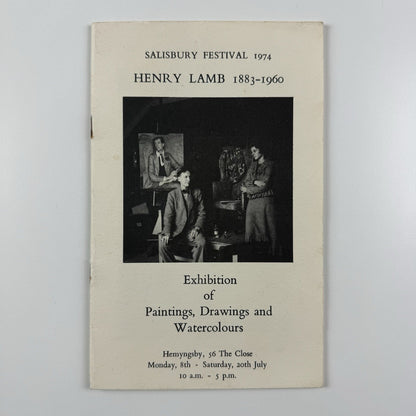 SALISBURY FESTIVAL 1974
HENRY LAMB 1883-1960
Exhibition
of
Paintings, Drawings and
Watercolours
Hemyngsby, 56 The Close
Monday, 8th - Saturday, 20th July
10 a.m. - 5 p.m.